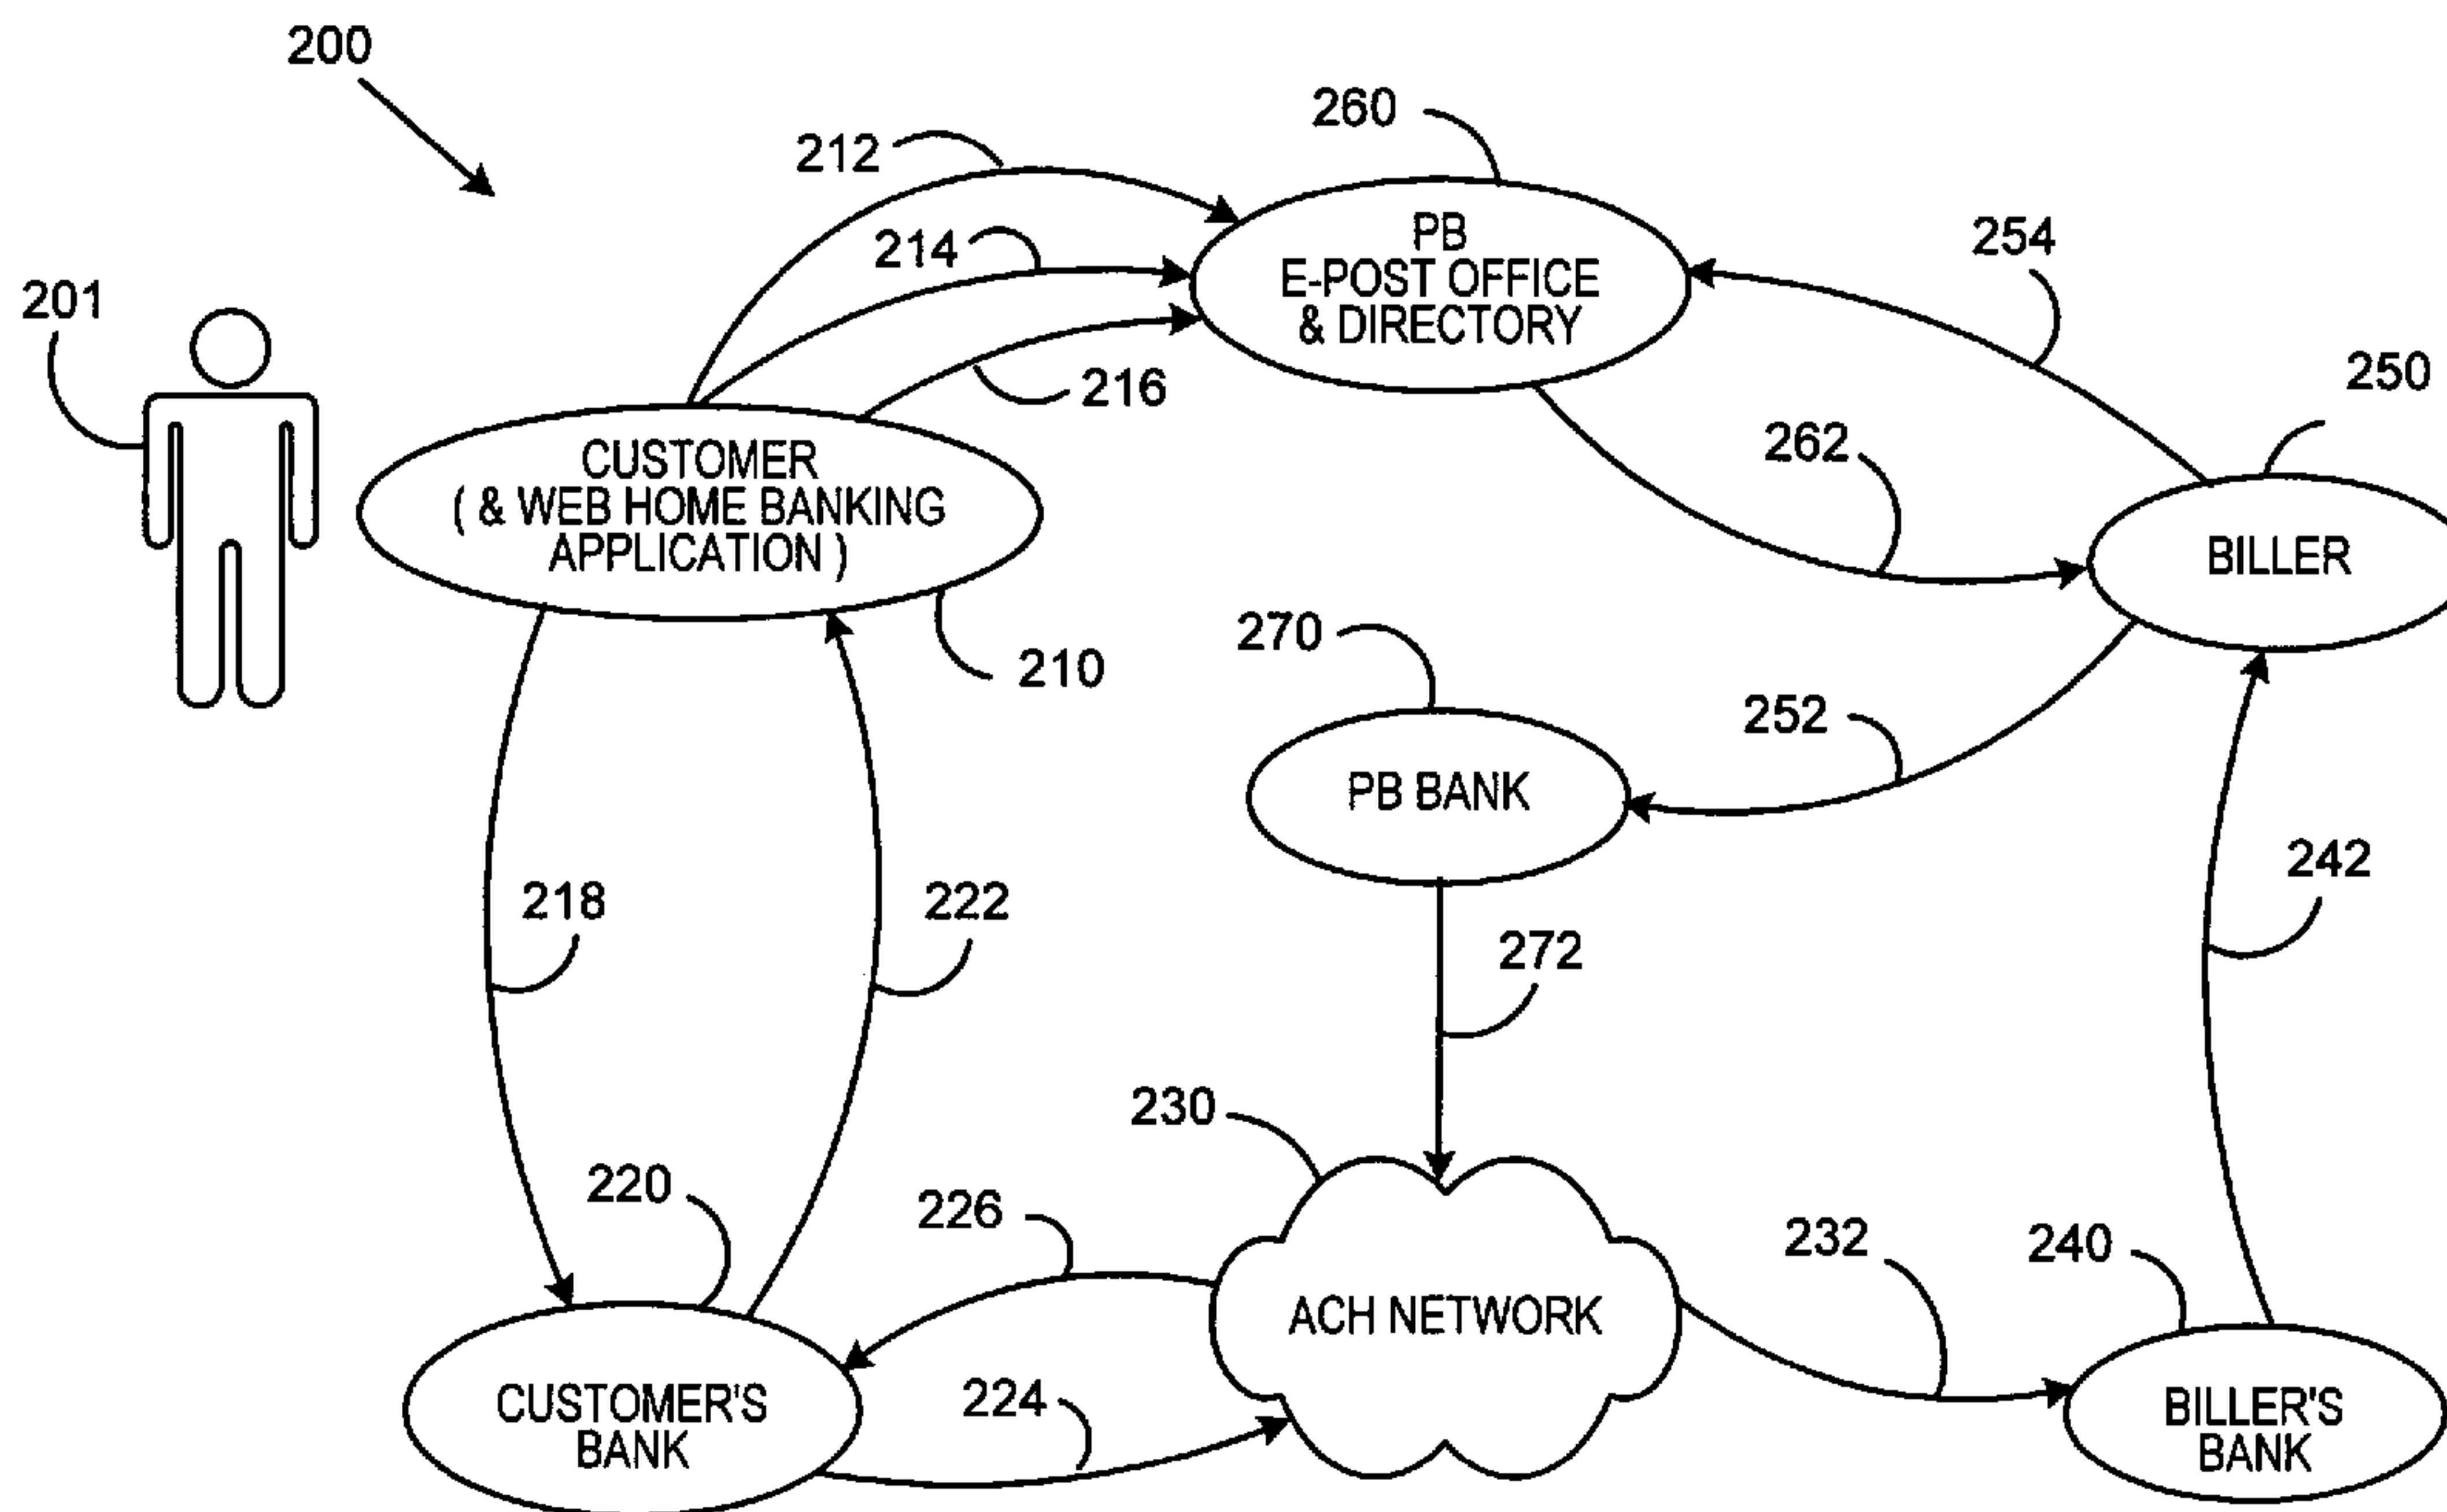 200
260
212
PB
E-POST OFFICE
& DIRECTORY
214
254
201
216
250
262
CUSTOMER
( & WEB HOME BANKING
APPLICATION )
BILLER
270
210
252
PB BANK
242
218
222
272
230
220
226
232
240
ACH NETWORK
224
CUSTOMER'S
BANK
BILLER'S
BANK